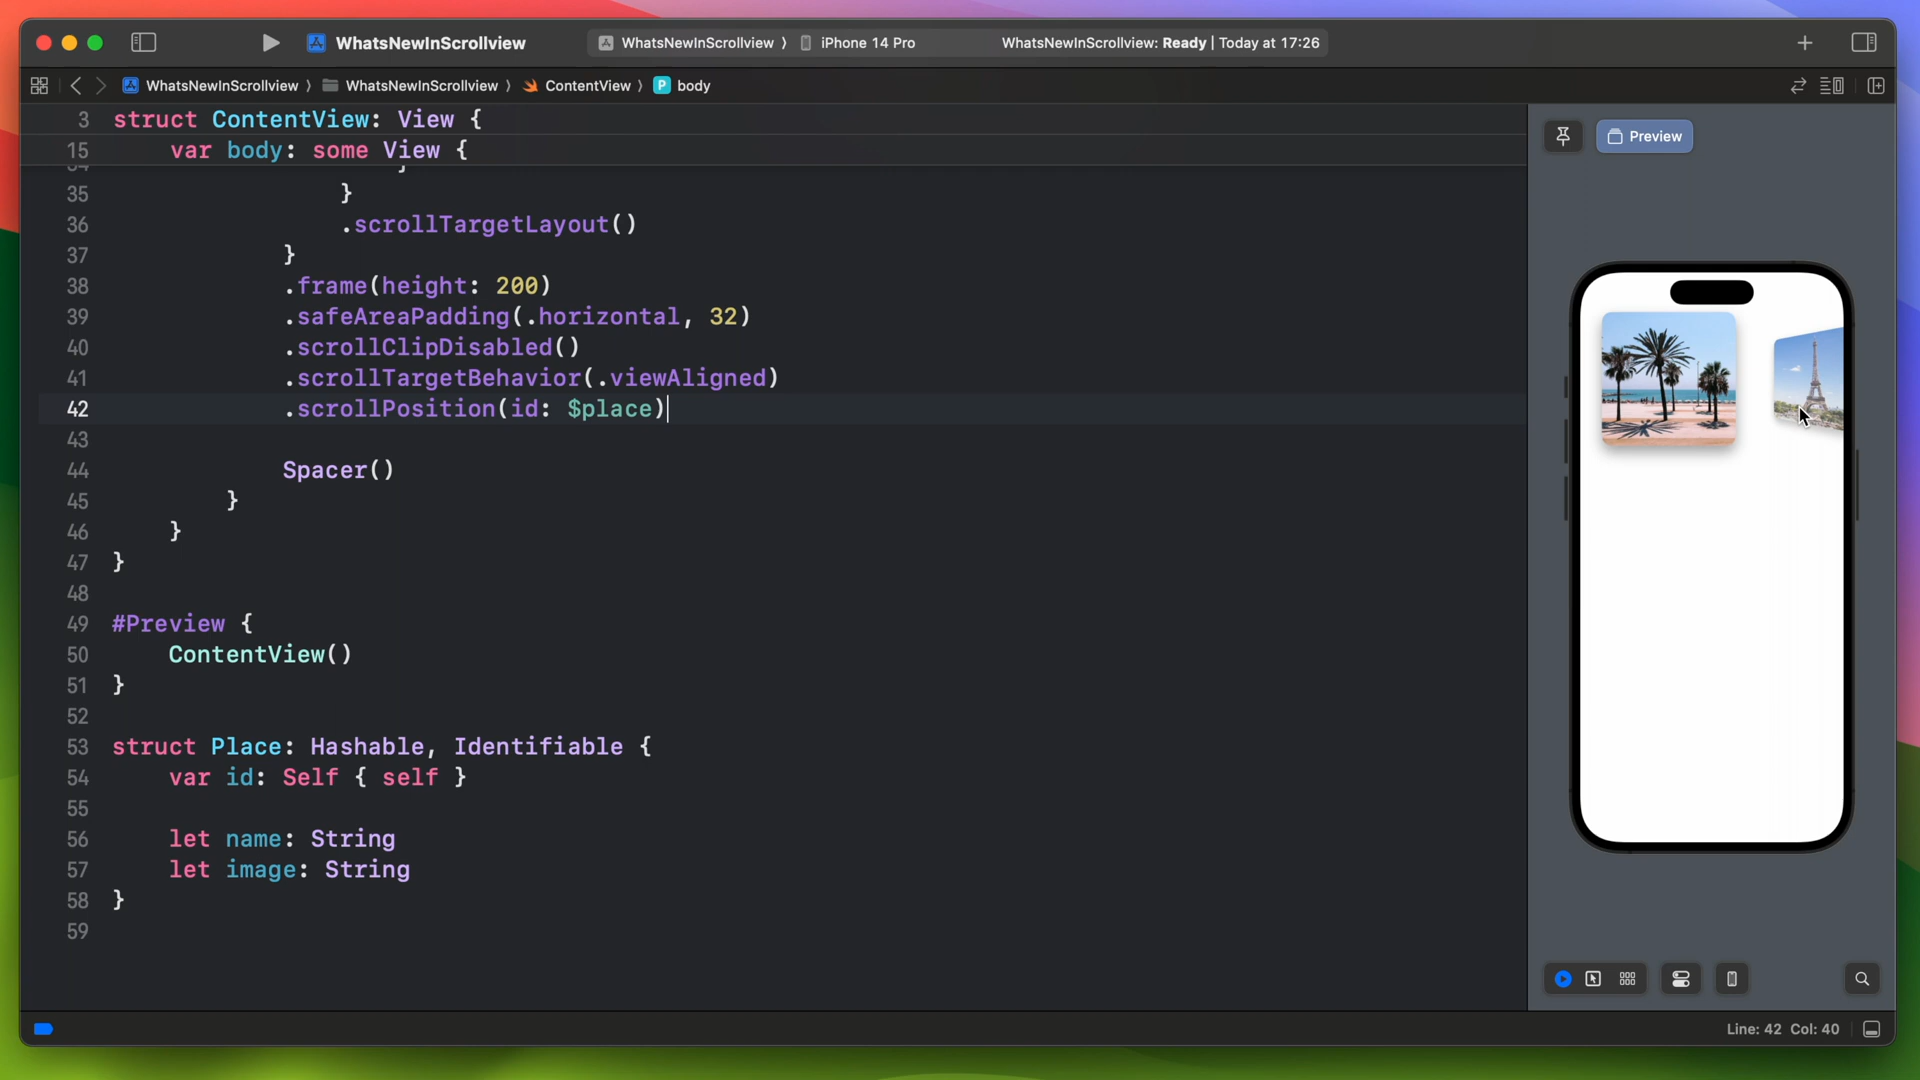 WhatsNewInScrollview
WhatsNewInScrollview ⟩ iPhone 14 Pro
WhatsNewInScrollview: Ready | Today at 17:26
WhatsNewInScrollview ⟩ WhatsNewInScrollview ⟩ ContentView ⟩ P body
3 struct ContentView: View {
15 var body: some View {
35 }
36 .scrollTargetLayout()
37 }
38 .frame(height: 200)
39 .safeAreaPadding(.horizontal, 32)
40 .scrollClipDisabled()
41 .scrollTargetBehavior(.viewAligned)
42 .scrollPosition(id: $place)
43
44 Spacer()
45 }
46 }
47 }
48
49 #Preview {
50 ContentView()
51 }
52
53 struct Place: Hashable, Identifiable {
54 var id: Self { self }
55
56 let name: String
57 let image: String
58 }
59
Preview
Line: 42 Col: 40